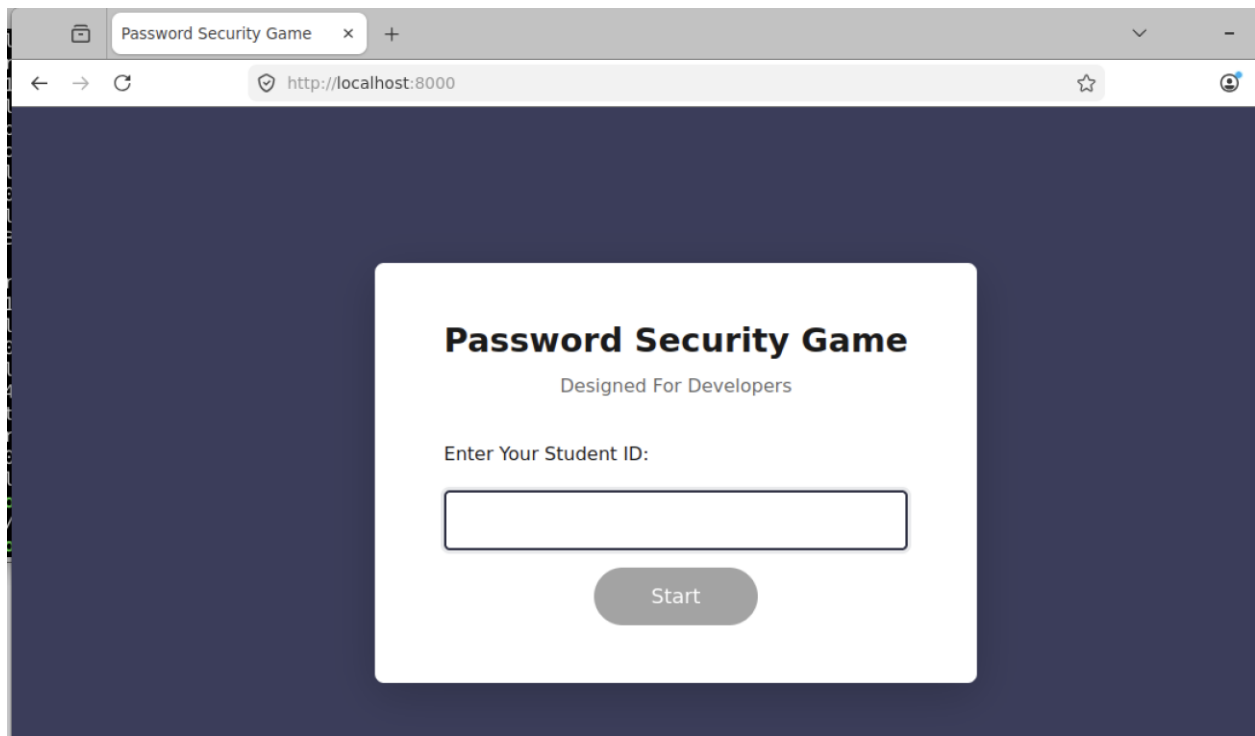 Password Security Game
http://localhost:8000
Password Security Game
Designed For Developers
Enter Your Student ID:
Start